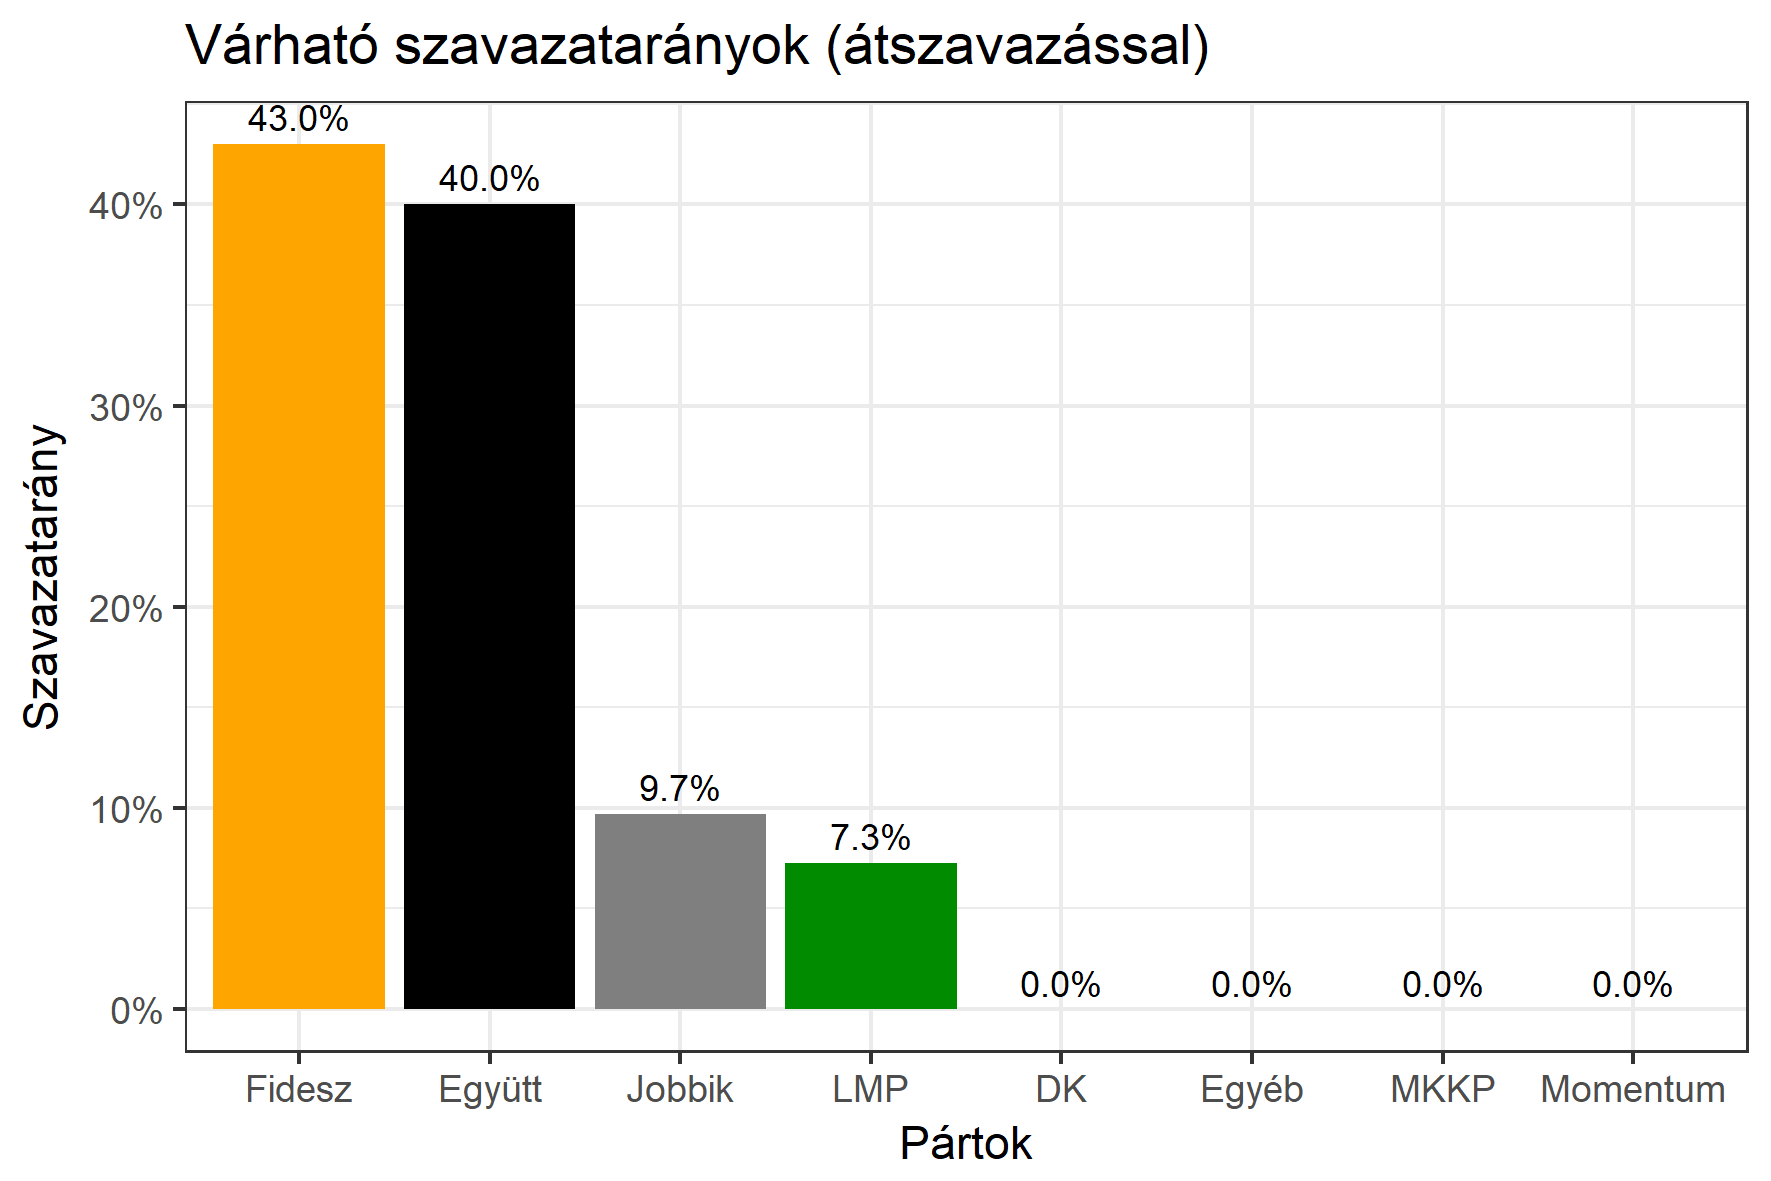 Várható szavazatarányok (átszavazással)
43.0%
40.0%
9.7%
7.3%
0.0% 0.0% 0.0% 0.0%
40%
30%
20%
10%
0%
Szavazatarány
Fidesz Együtt Jobbik LMP DK Egyéb MKKP Momentum
Pártok